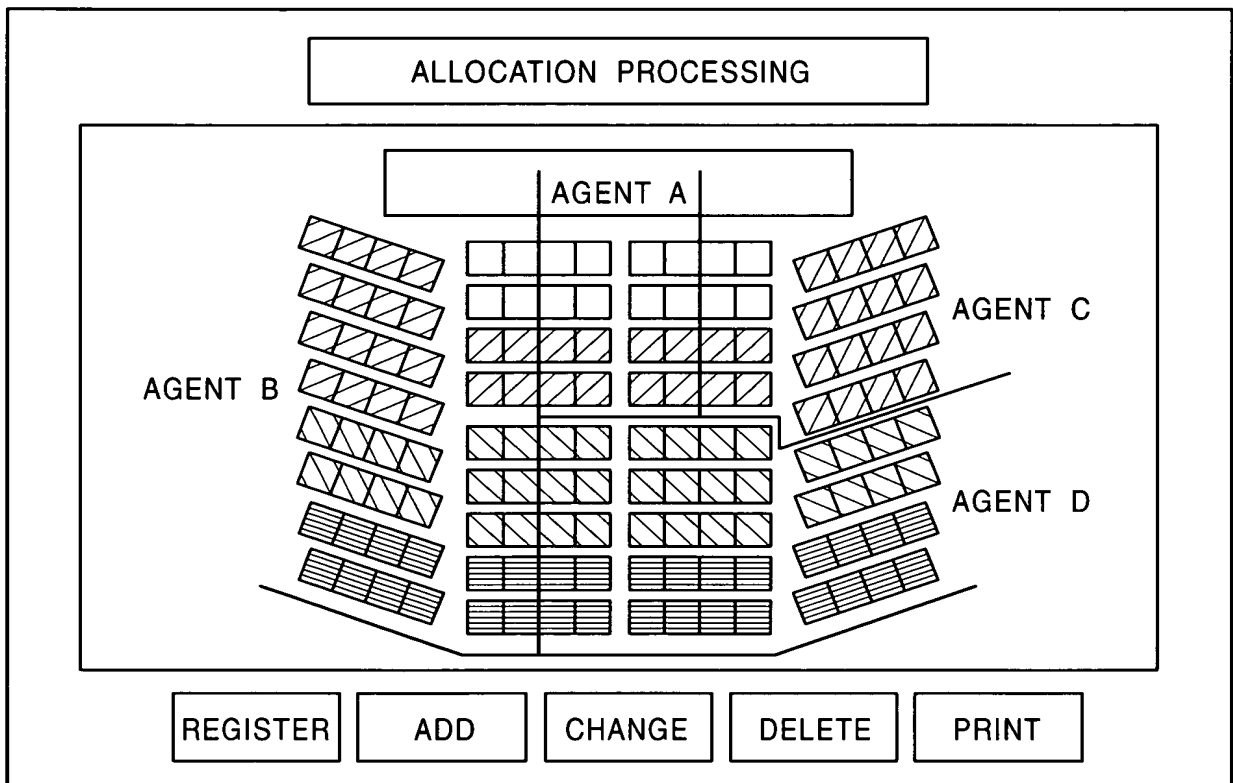 ALLOCATION PROCESSING
AGENT A
AGENT C
AGENT B
AGENT D
REGISTER
ADD
CHANGE
DELETE
PRINT